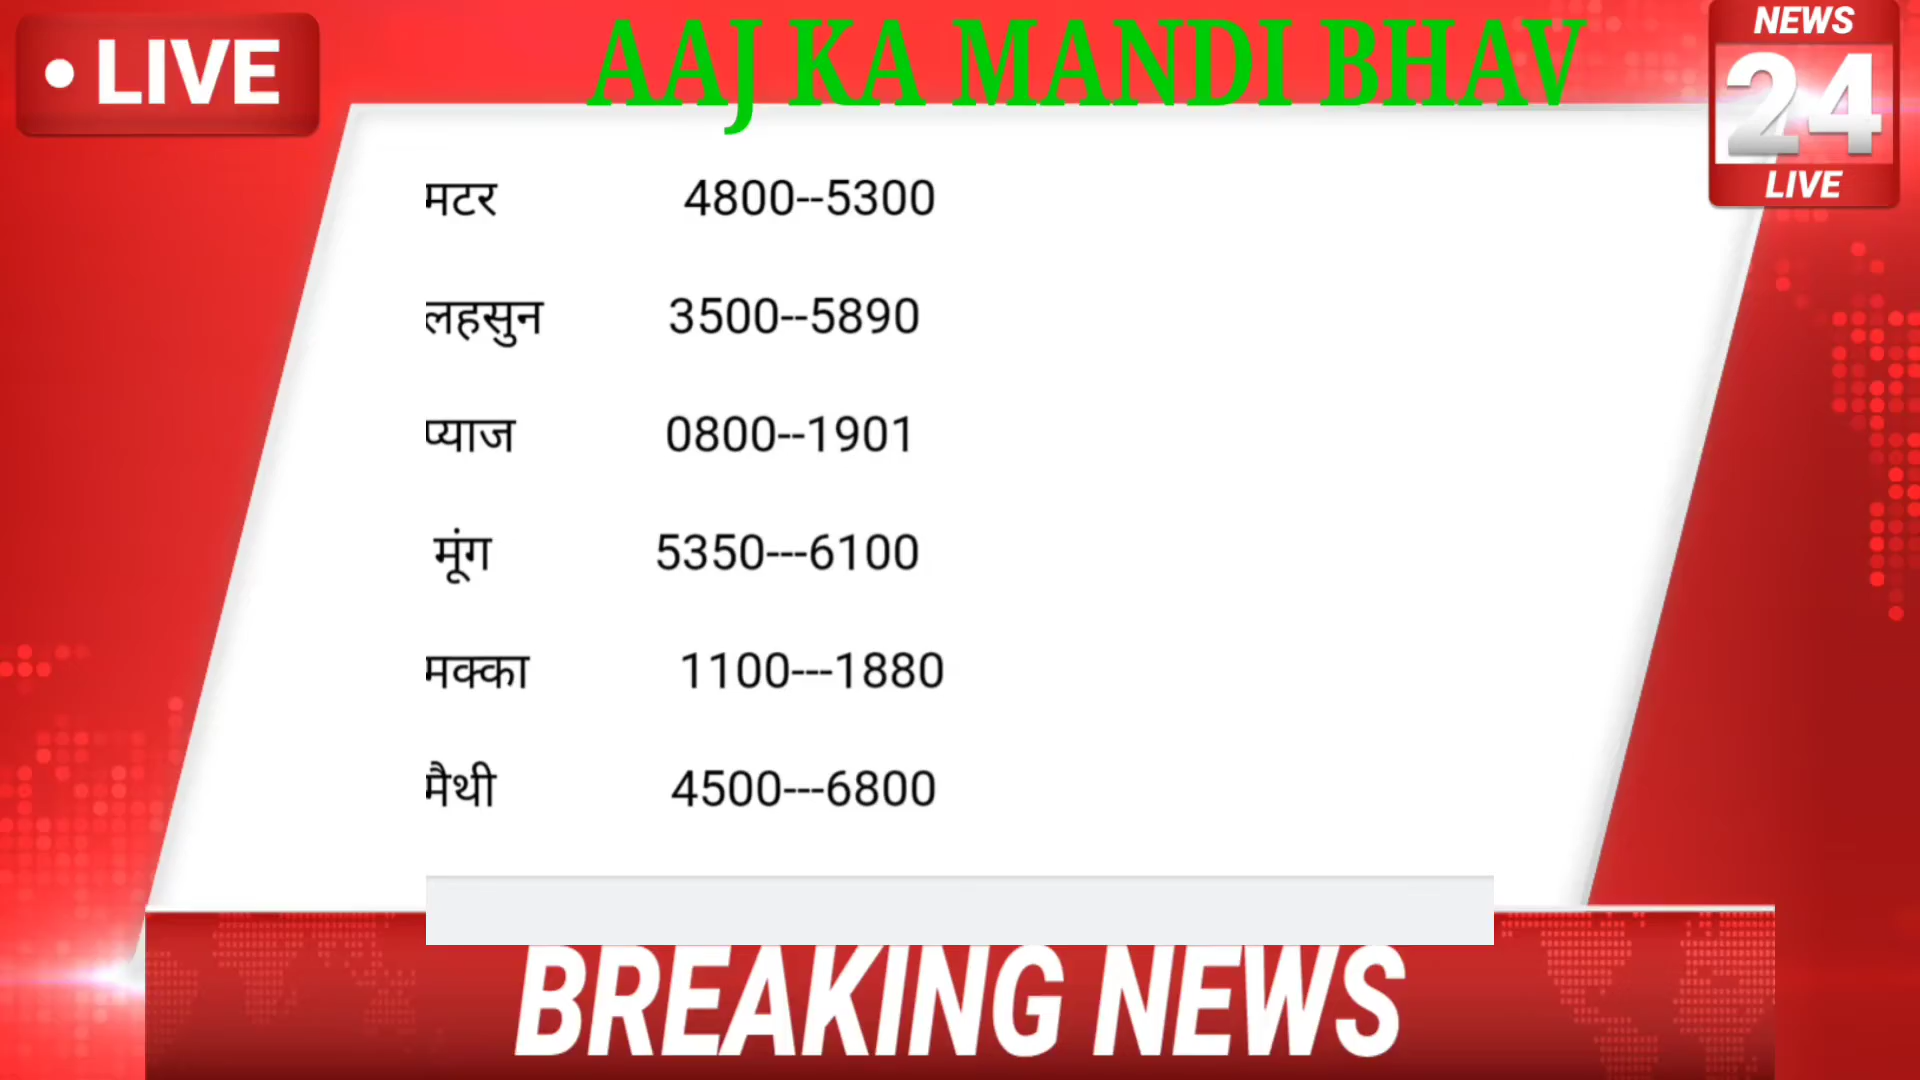 • LIVE
AAJ KA MANDI BHAV
NEWS
24
LIVE
मटर 4800--5300
लहसुन 3500--5890
प्याज 0800--1901
मूंग 5350---6100
मक्का 1100---1880
मैथी 4500---6800
BREAKING NEWS